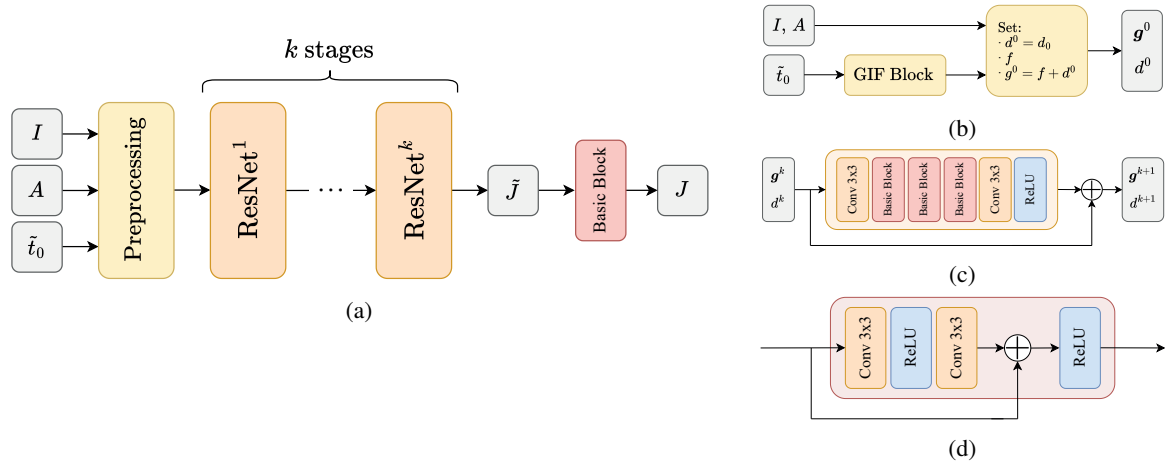 k stages
I
A
t̃₀
Preprocessing
ResNet¹
⋯
ResNetᵏ
J̃
Basic Block
J
(a)
I, A
t̃₀
GIF Block
Set:
· d⁰ = d₀
· f
· g⁰ = f + d⁰
g⁰
d⁰
(b)
gᵏ
dᵏ
Conv 3x3
Basic Block
Basic Block
Basic Block
Conv 3x3
ReLU
gᵏ⁺¹
dᵏ⁺¹
(c)
Conv 3x3
ReLU
Conv 3x3
ReLU
(d)